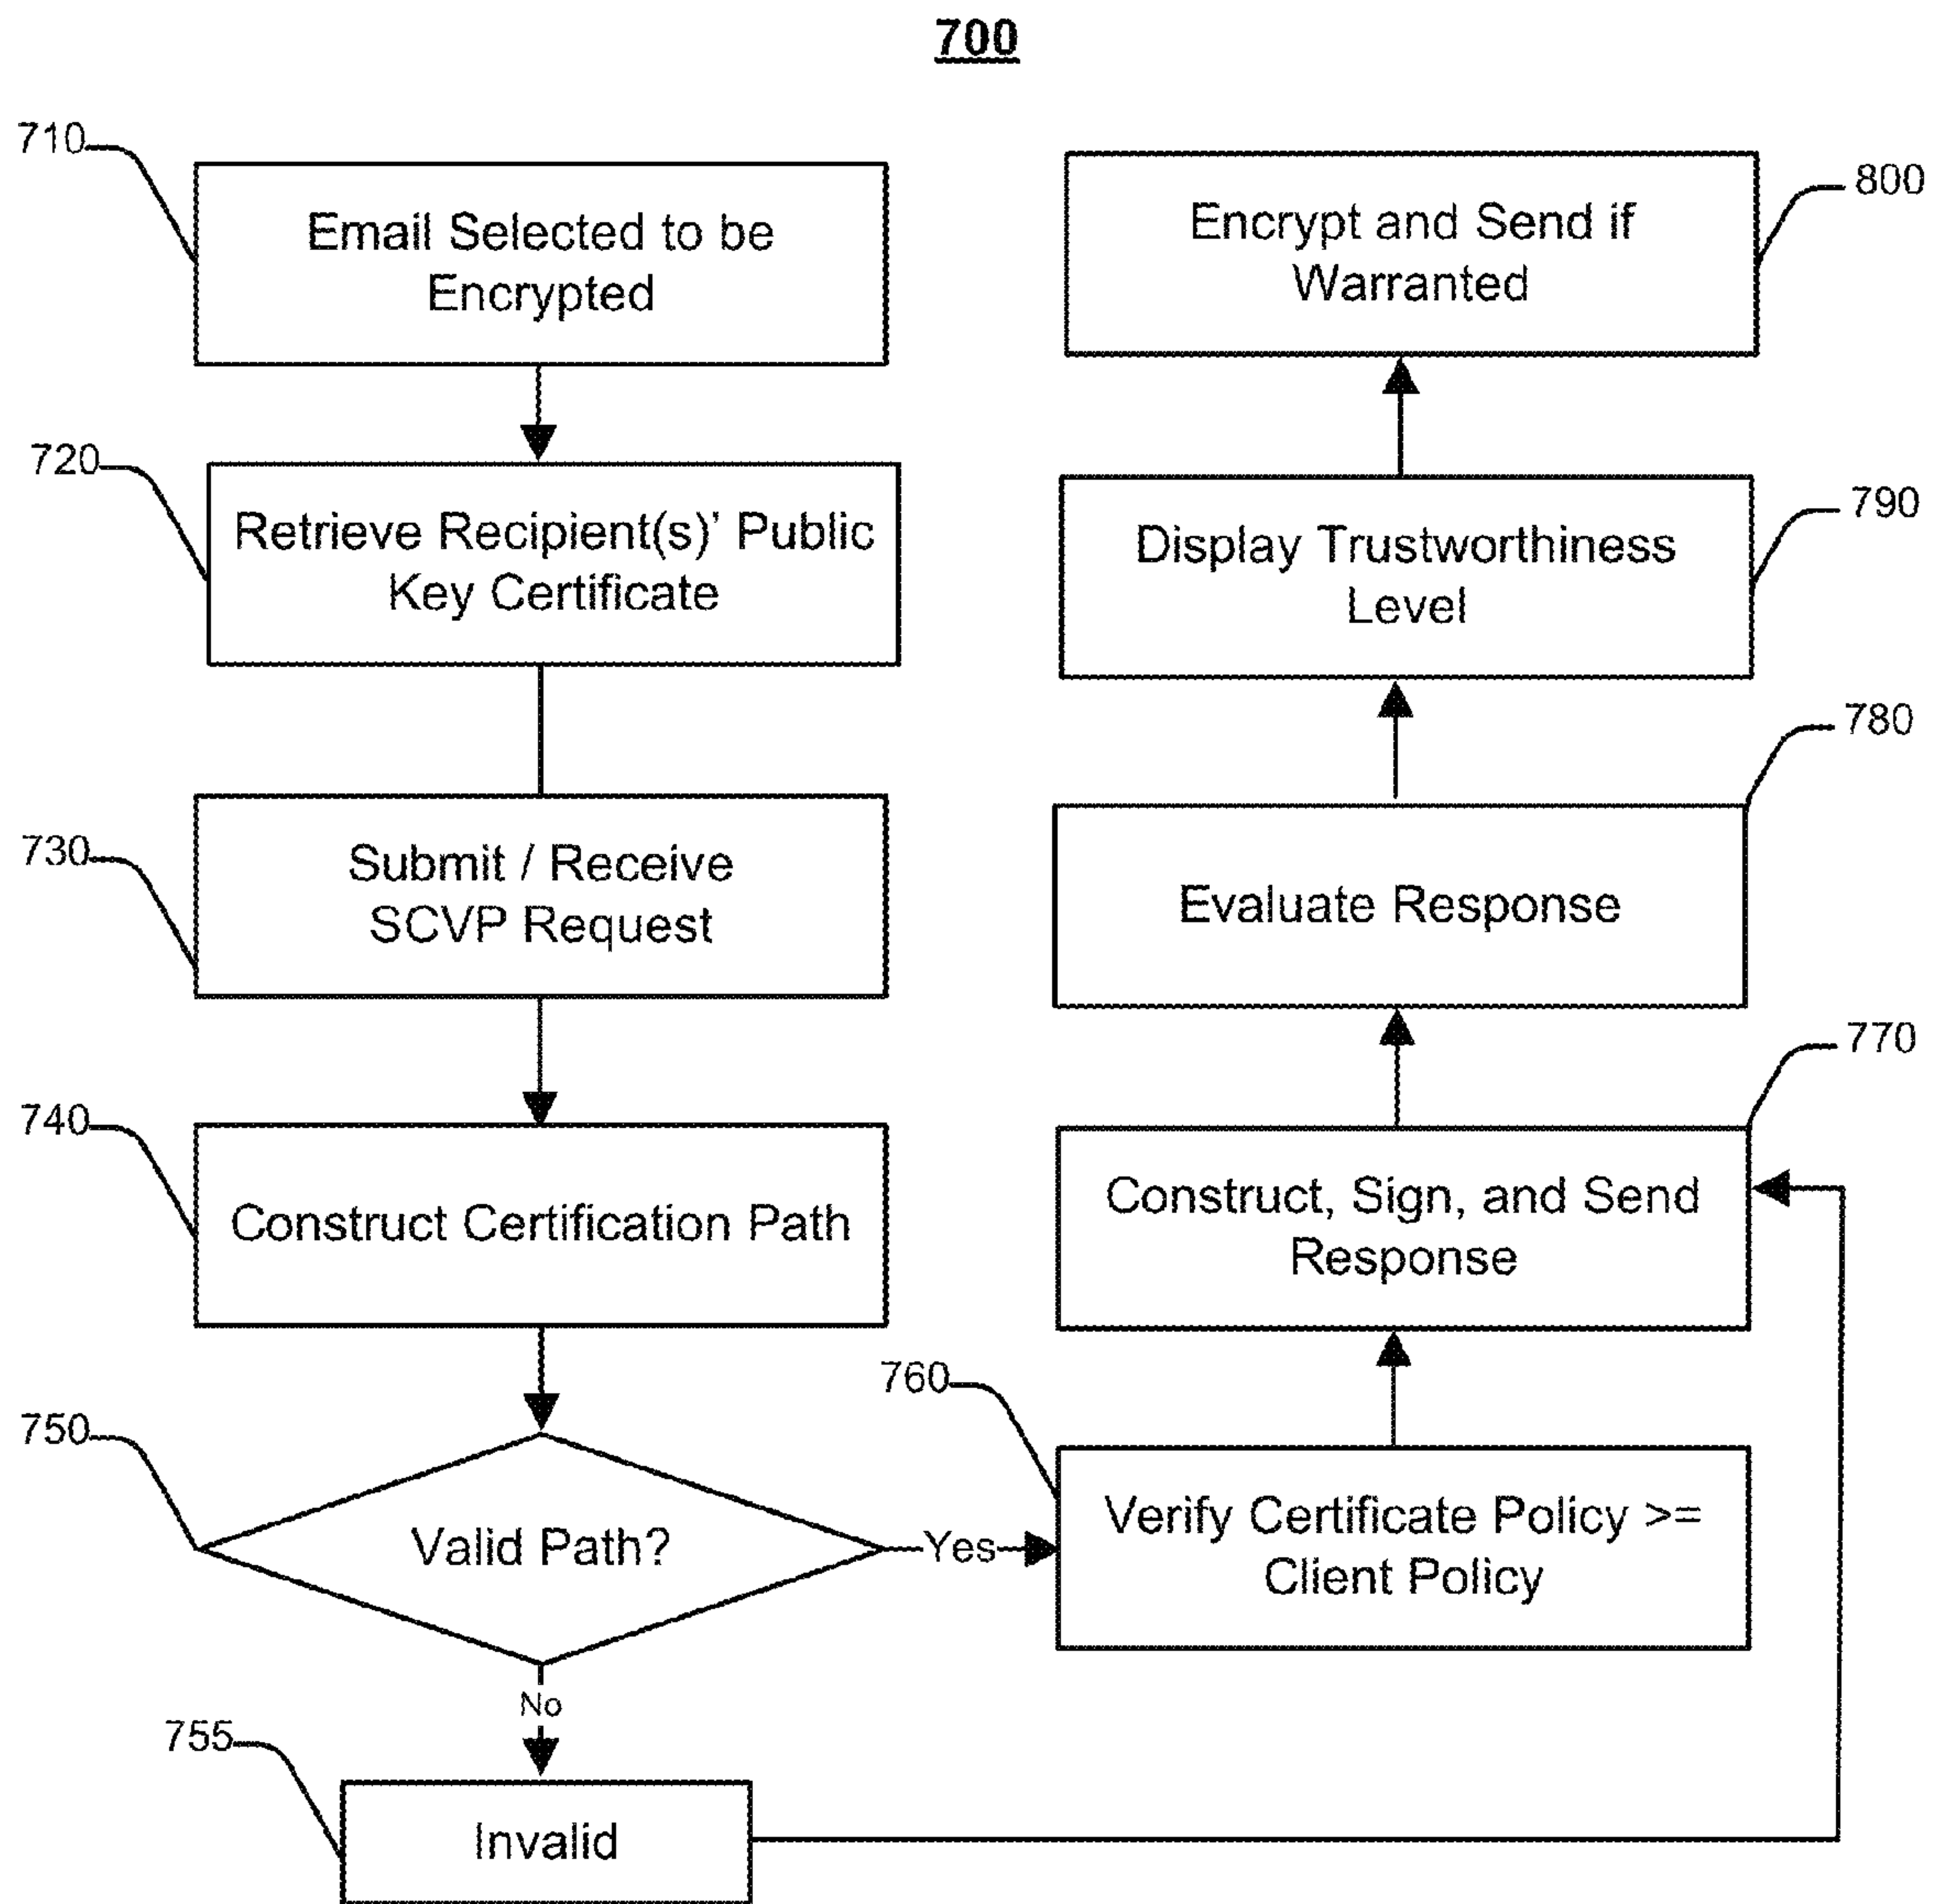 700
710
Email Selected to be
Encrypted
720
Retrieve Recipient(s)’ Public
Key Certificate
730
Submit / Receive
SCVP Request
740
Construct Certification Path
750
Valid Path?
Yes
No
755
Invalid
760
Verify Certificate Policy >=
Client Policy
770
Construct, Sign, and Send
Response
780
Evaluate Response
790
Display Trustworthiness
Level
800
Encrypt and Send if
Warranted